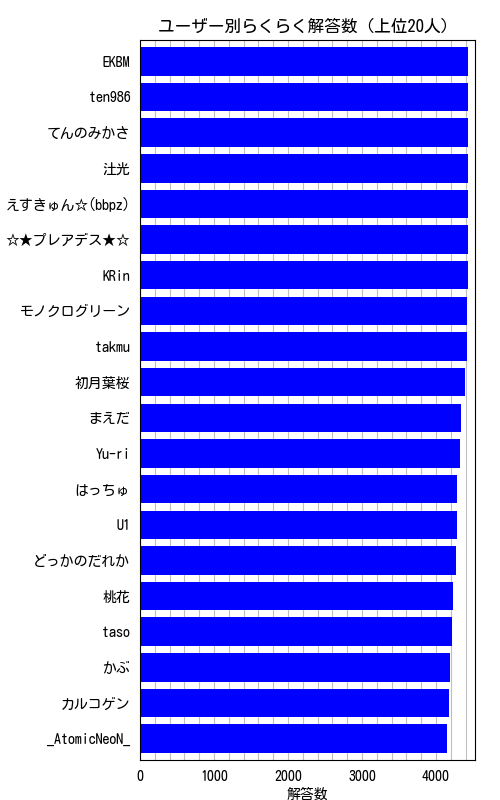 ユーザー別らくらく解答数（上位20人）
EKBM
ten986
てんのみかさ
汢光
えすきゅん☆(bbpz)
☆★プレアデス★☆
KRin
モノクログリーン
takmu
初月葉桜
まえだ
Yu-ri
はっちゅ
U1
どっかのだれか
桃花
taso
かぶ
カルコゲン
_AtomicNeoN_
0 1000 2000 3000 4000
解答数